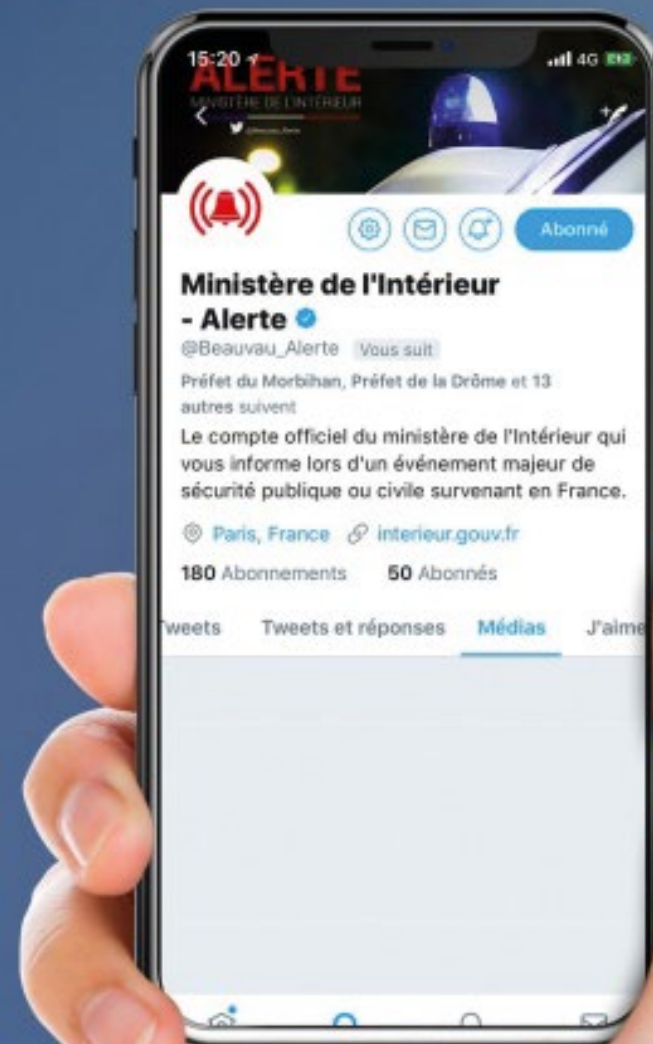 15:20
4G
ALERTE
MINISTÈRE DE L'INTÉRIEUR
@Beauvau_Alerte
Abonné
Ministère de l'Intérieur
- Alerte
@Beauvau_Alerte Vous suit
Préfet du Morbihan, Préfet de la Drôme et 13
autres suivent
Le compte officiel du ministère de l'Intérieur qui
vous informe lors d'un événement majeur de
sécurité publique ou civile survenant en France.
Paris, France interieur.gouv.fr
180 Abonnements 50 Abonnés
Tweets Tweets et réponses Médias J'aime